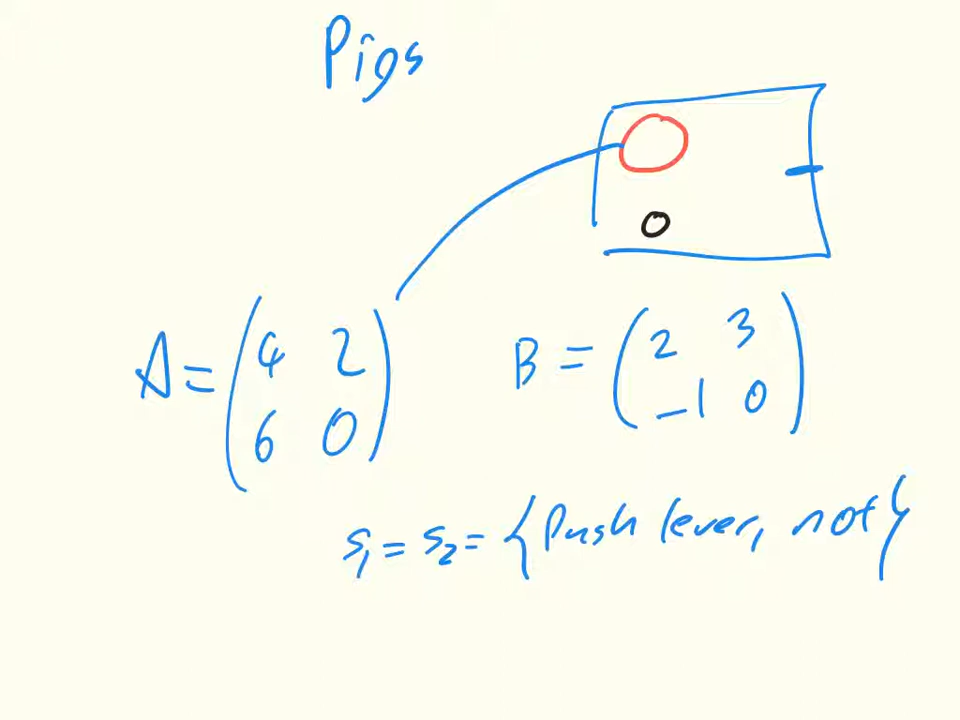 Pigs
A = (4 2
6 0)
B = (2 3
-1 0)
s₁ = s₂ = {Push lever, not}